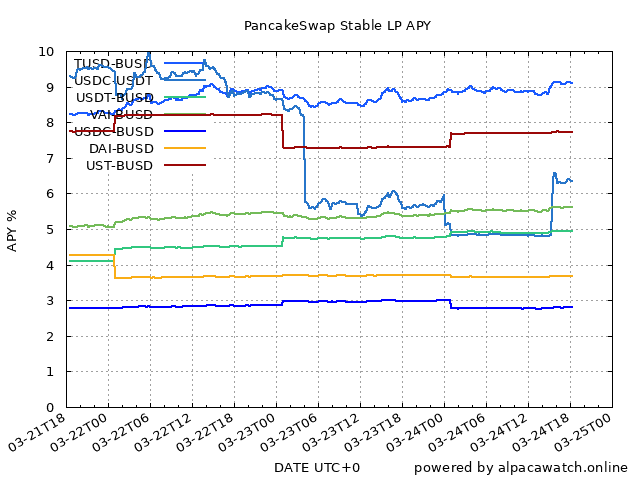 PancakeSwap Stable LP APY
10
9
8
7
6
5
4
3
2
1
0
APY %
TUSD-BUSD
USDC-USDT
USDT-BUSD
VAI-BUSD
USDC-BUSD
DAI-BUSD
UST-BUSD
03-21T18
03-22T00
03-22T06
03-22T12
03-22T18
03-23T00
03-23T06
03-23T12
03-23T18
03-24T00
03-24T06
03-24T12
03-24T18
03-25T00
DATE UTC+0
powered by alpacawatch.online